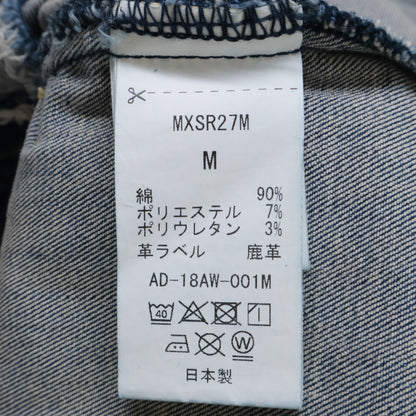 MXSR27M
M
綿 90%
ポリエステル 7%
ポリウレタン 3%
革ラベル 鹿革
AD-18AW-001M
40
W
日本製